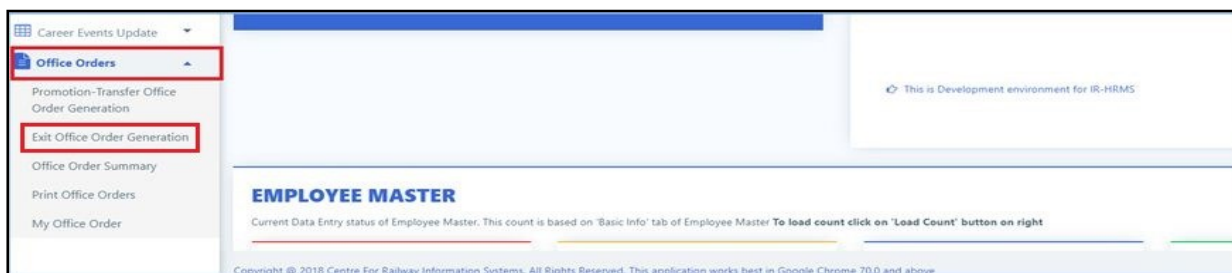 Career Events Update
Office Orders
Promotion-Transfer Office
Order Generation
Exit Office Order Generation
Office Order Summary
Print Office Orders
My Office Order
This is Development environment for IR-HRMS
EMPLOYEE MASTER
Current Data Entry status of Employee Master. This count is based on 'Basic Info' tab of Employee Master To load count click on 'Load Count' button on right
Copyright @ 2018 Centre For Railway Information Systems. All Rights Reserved. This application works best in Google Chrome 70.0 and above